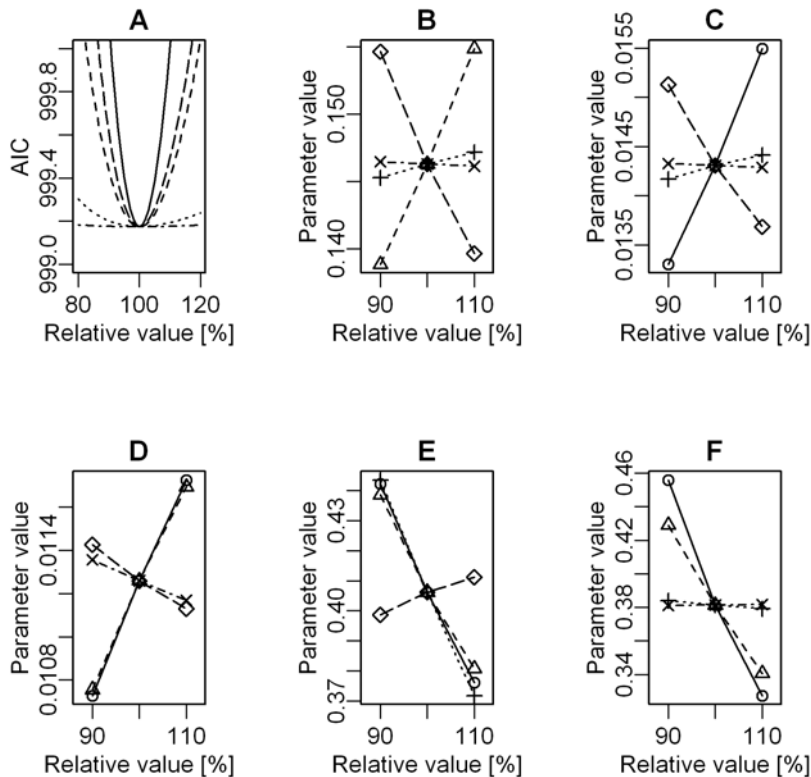 A
B
C
AIC
999.0 999.4 999.8
80 100 120
Relative value [%]
Parameter value
0.140 0.150
90 110
Relative value [%]
Parameter value
0.0135 0.0145 0.0155
90 110
Relative value [%]
D
E
F
Parameter value
0.0108 0.0114
90 110
Relative value [%]
Parameter value
0.37 0.40 0.43
90 110
Relative value [%]
Parameter value
0.34 0.38 0.42 0.46
90 110
Relative value [%]